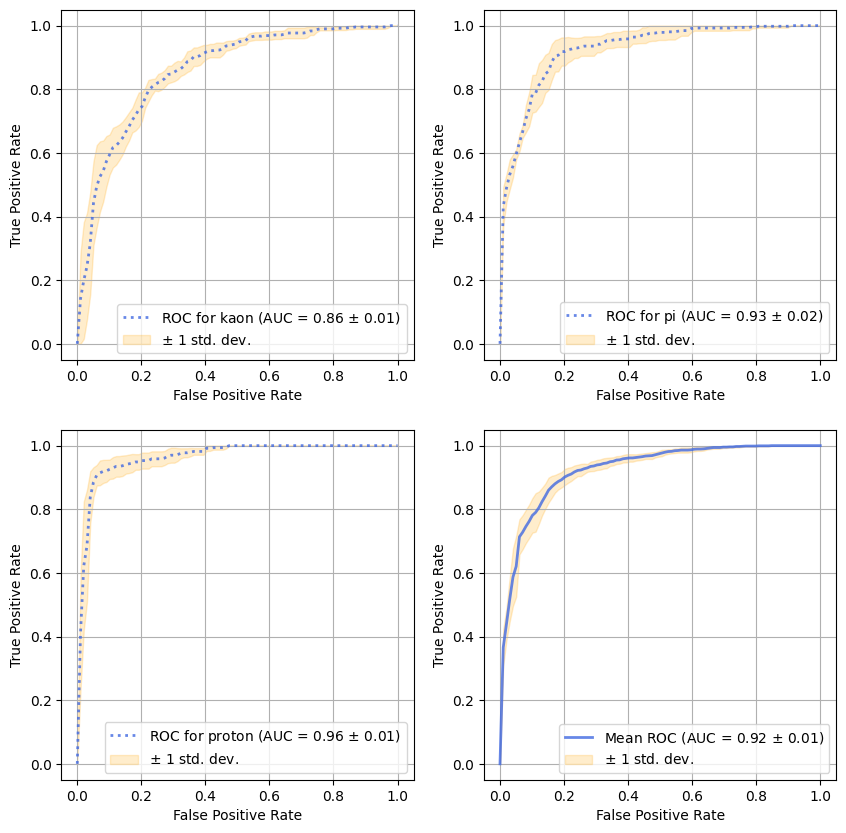 1.0
0.8
0.6
0.4
0.2
0.0
True Positive Rate
ROC for kaon (AUC = 0.86 ± 0.01)
± 1 std. dev.
0.0 0.2 0.4 0.6 0.8 1.0
False Positive Rate
1.0
0.8
0.6
0.4
0.2
0.0
True Positive Rate
ROC for pi (AUC = 0.93 ± 0.02)
± 1 std. dev.
0.0 0.2 0.4 0.6 0.8 1.0
False Positive Rate
1.0
0.8
0.6
0.4
0.2
0.0
True Positive Rate
ROC for proton (AUC = 0.96 ± 0.01)
± 1 std. dev.
0.0 0.2 0.4 0.6 0.8 1.0
False Positive Rate
1.0
0.8
0.6
0.4
0.2
0.0
True Positive Rate
Mean ROC (AUC = 0.92 ± 0.01)
± 1 std. dev.
0.0 0.2 0.4 0.6 0.8 1.0
False Positive Rate